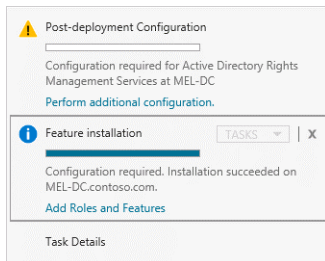 Post-deployment Configuration
Configuration required for Active Directory Rights
Management Services at MEL-DC
Perform additional configuration.
Feature installation
TASKS
X
Configuration required. Installation succeeded on
MEL-DC.contoso.com.
Add Roles and Features
Task Details